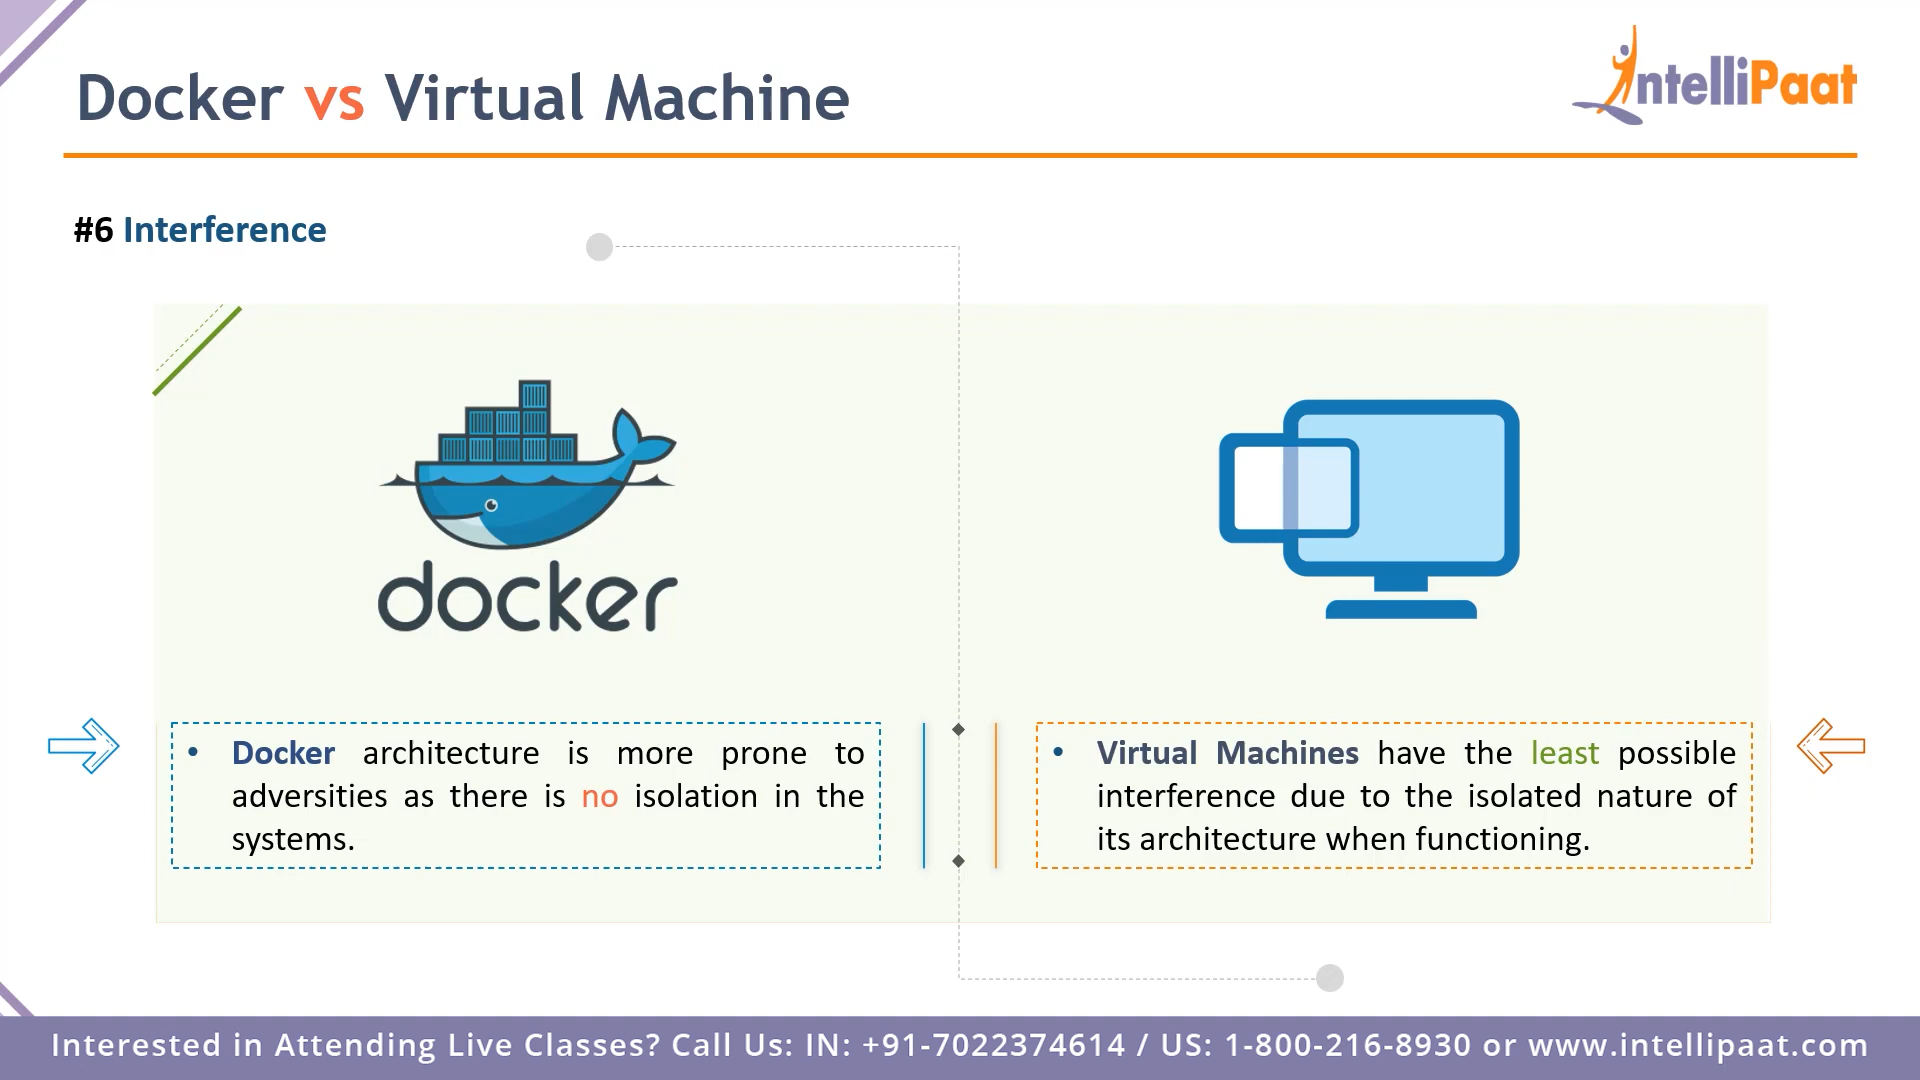 Docker vs Virtual Machine
IntelliPaat
#6 Interference
docker
• Docker architecture is more prone to
adversities as there is no isolation in the
systems.
• Virtual Machines have the least possible
interference due to the isolated nature of
its architecture when functioning.
Interested in Attending Live Classes? Call Us: IN: +91-7022374614 / US: 1-800-216-8930 or www.intellipaat.com